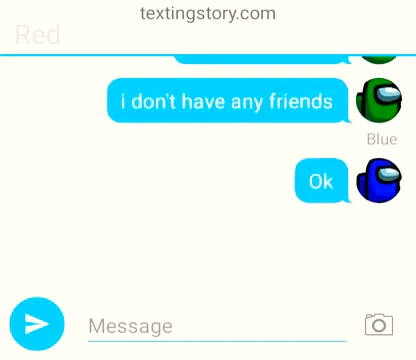 textingstory.com
Red
i don't have any friends
Blue
Ok
Message